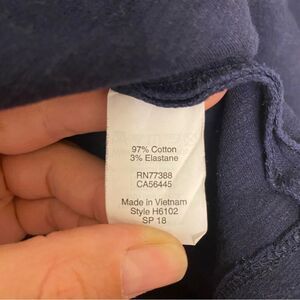 97% Cotton
3% Elastane
RN77388
CA56445
Made in Vietnam
Style H6102
SP 18